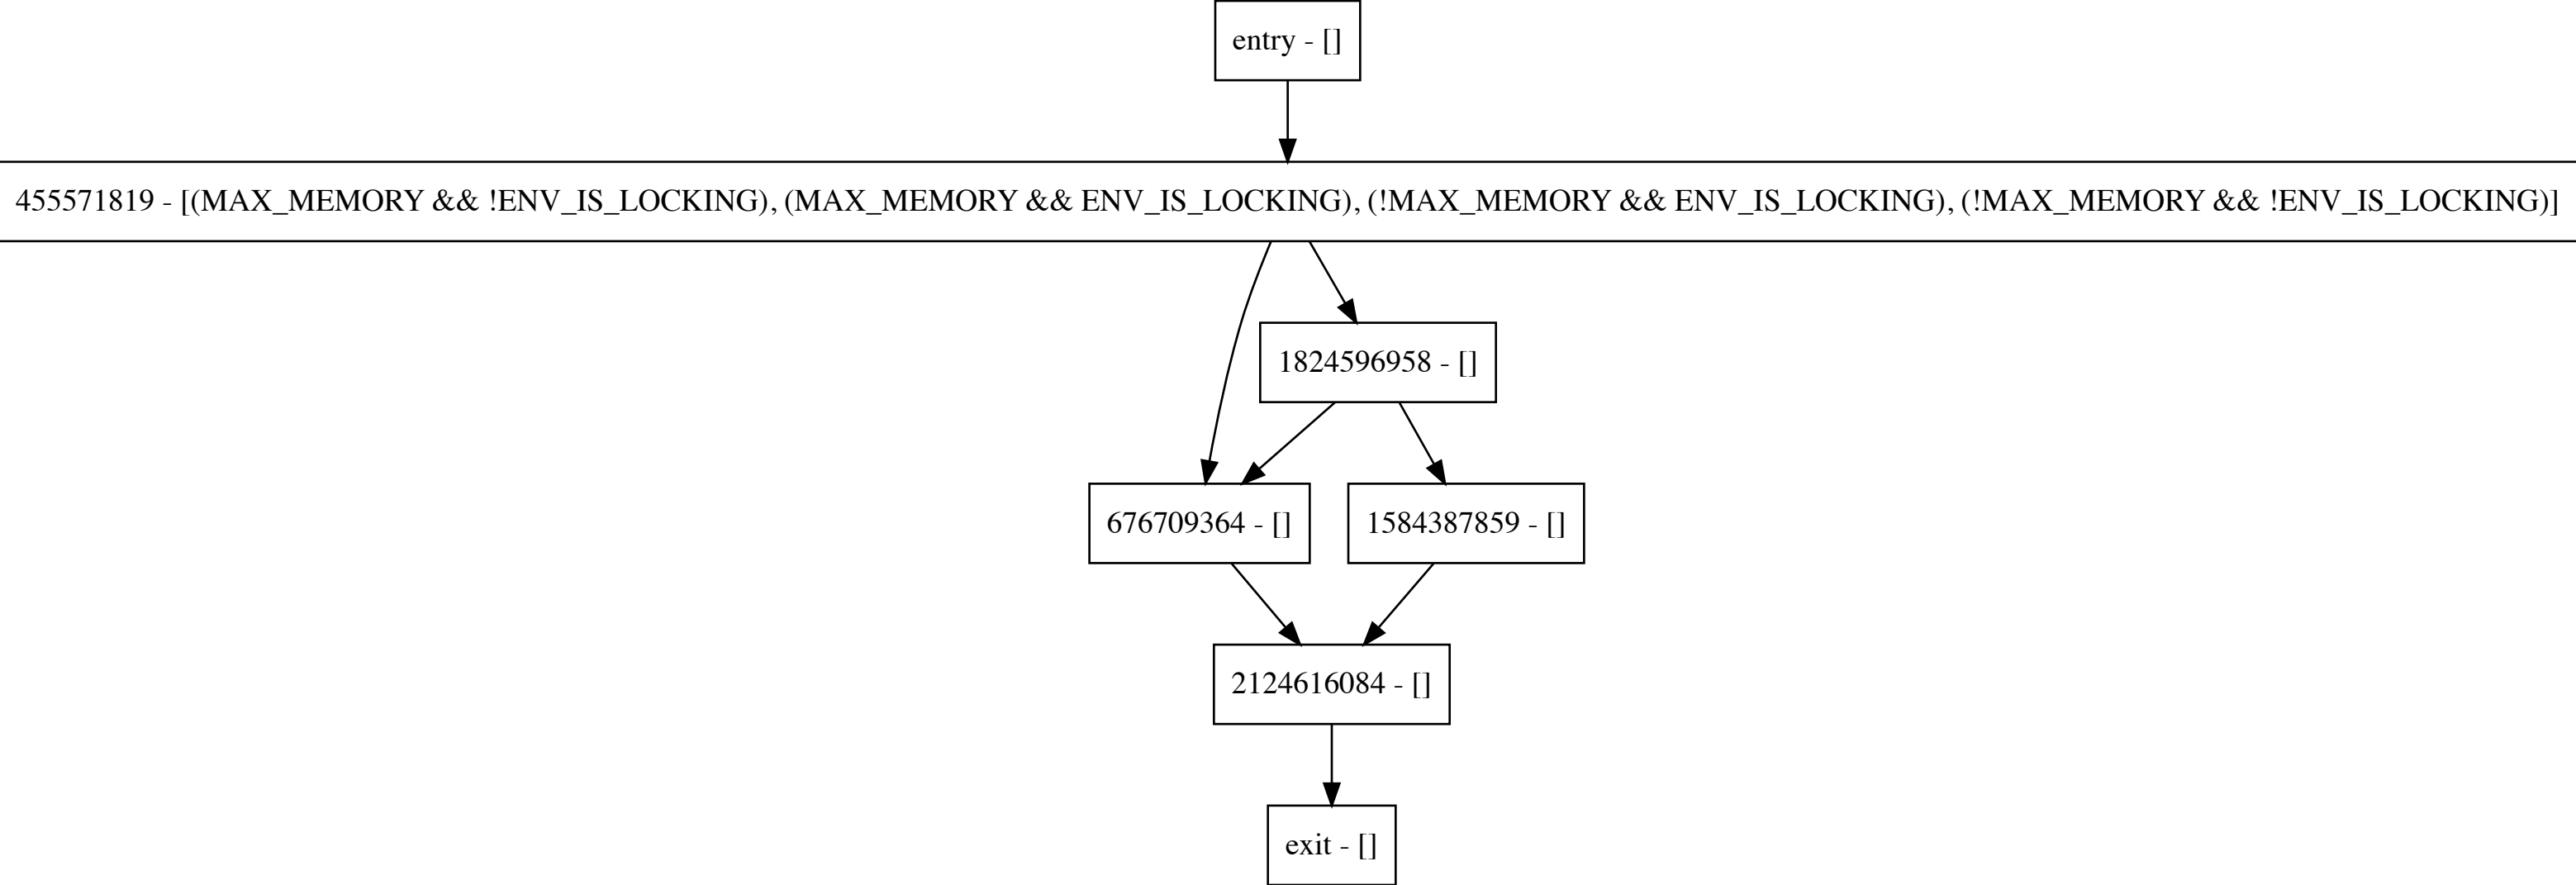 entry - []
455571819 - [(MAX_MEMORY && !ENV_IS_LOCKING), (MAX_MEMORY && ENV_IS_LOCKING), (!MAX_MEMORY && ENV_IS_LOCKING), (!MAX_MEMORY && !ENV_IS_LOCKING)]
1824596958 - []
676709364 - []
1584387859 - []
2124616084 - []
exit - []